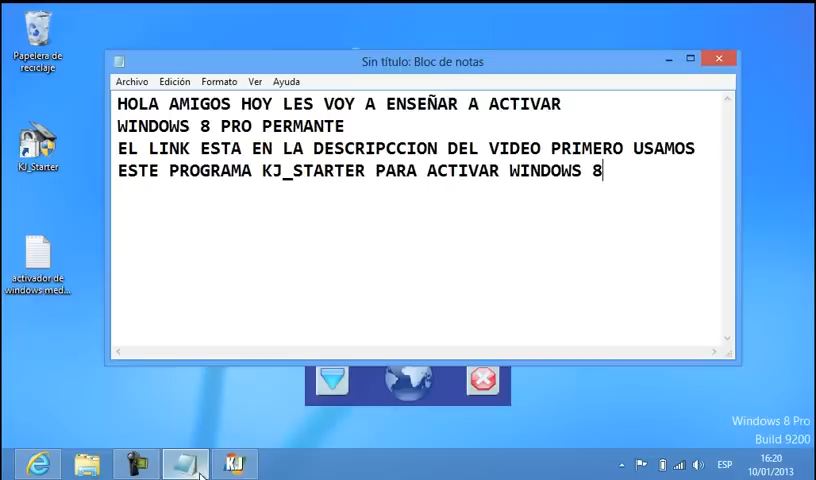 Papelera de
reciclaje
KJ_Starter
activador de
windows med...
Sin título: Bloc de notas
Archivo Edición Formato Ver Ayuda
HOLA AMIGOS HOY LES VOY A ENSEÑAR A ACTIVAR
WINDOWS 8 PRO PERMANTE
EL LINK ESTA EN LA DESCRIPCCION DEL VIDEO PRIMERO USAMOS
ESTE PROGRAMA KJ_STARTER PARA ACTIVAR WINDOWS 8
Windows 8 Pro
Build 9200
KJ
ESP
16:20
10/01/2013